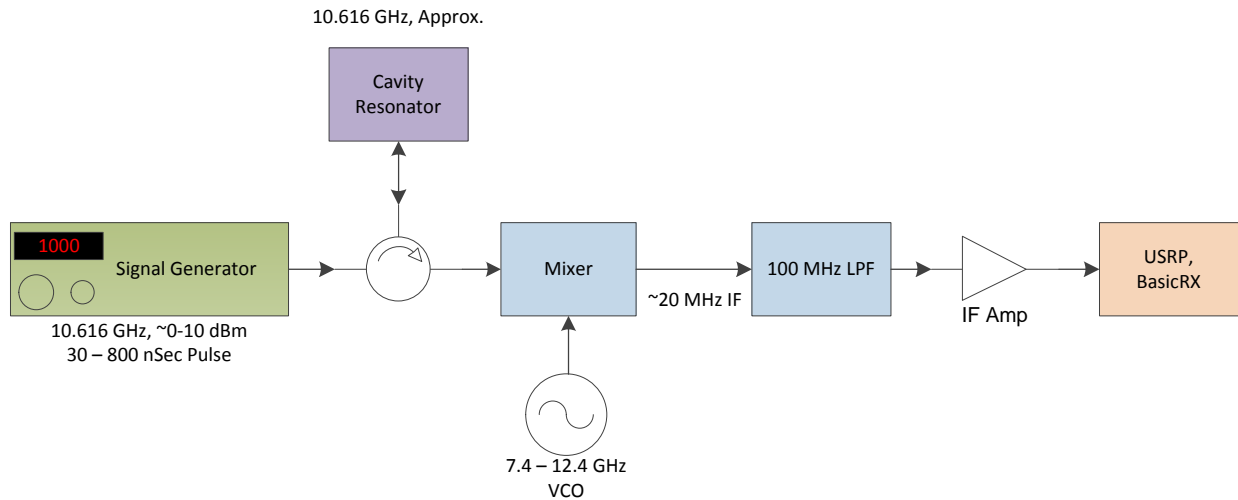 10.616 GHz, Approx.
Cavity
Resonator
1000
Signal Generator
10.616 GHz, ~0-10 dBm
30 – 800 nSec Pulse
Mixer
~20 MHz IF
7.4 – 12.4 GHz
VCO
100 MHz LPF
IF Amp
USRP,
BasicRX